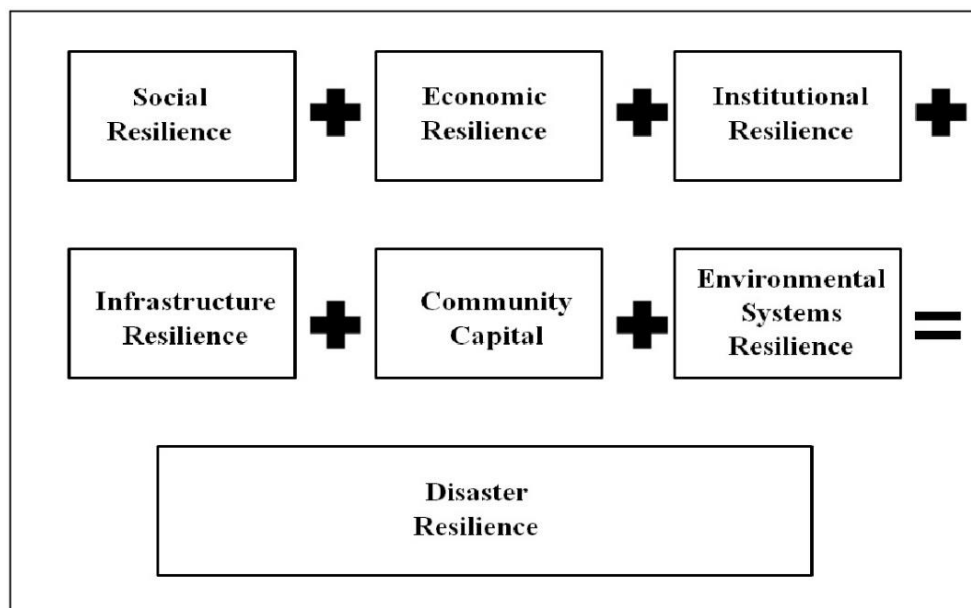 Social
Resilience
Economic
Resilience
Institutional
Resilience
Infrastructure
Resilience
Community
Capital
Environmental
Systems
Resilience
Disaster
Resilience